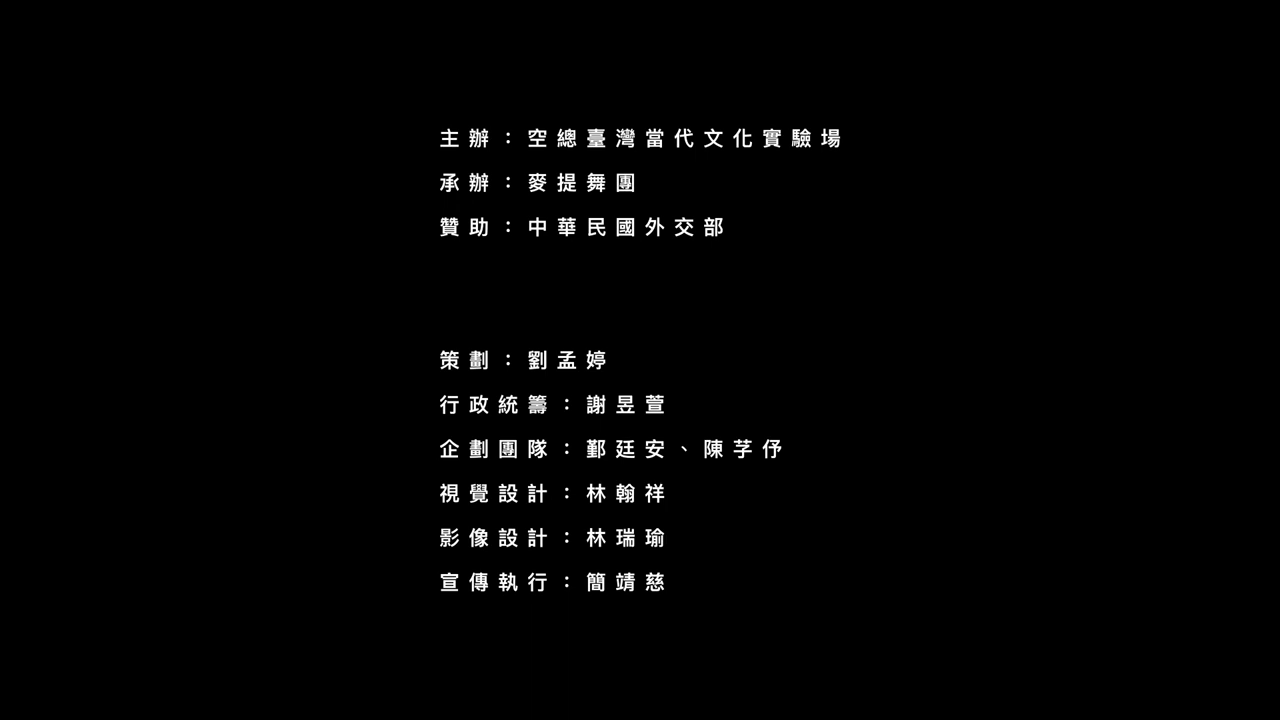 主辦：空總臺灣當代文化實驗場
承辦：麥提舞團
贊助：中華民國外交部
策劃：劉孟婷
行政統籌：謝昱萱
企劃團隊：鄞廷安、陳芓伃
視覺設計：林翰祥
影像設計：林瑞瑜
宣傳執行：簡靖慈